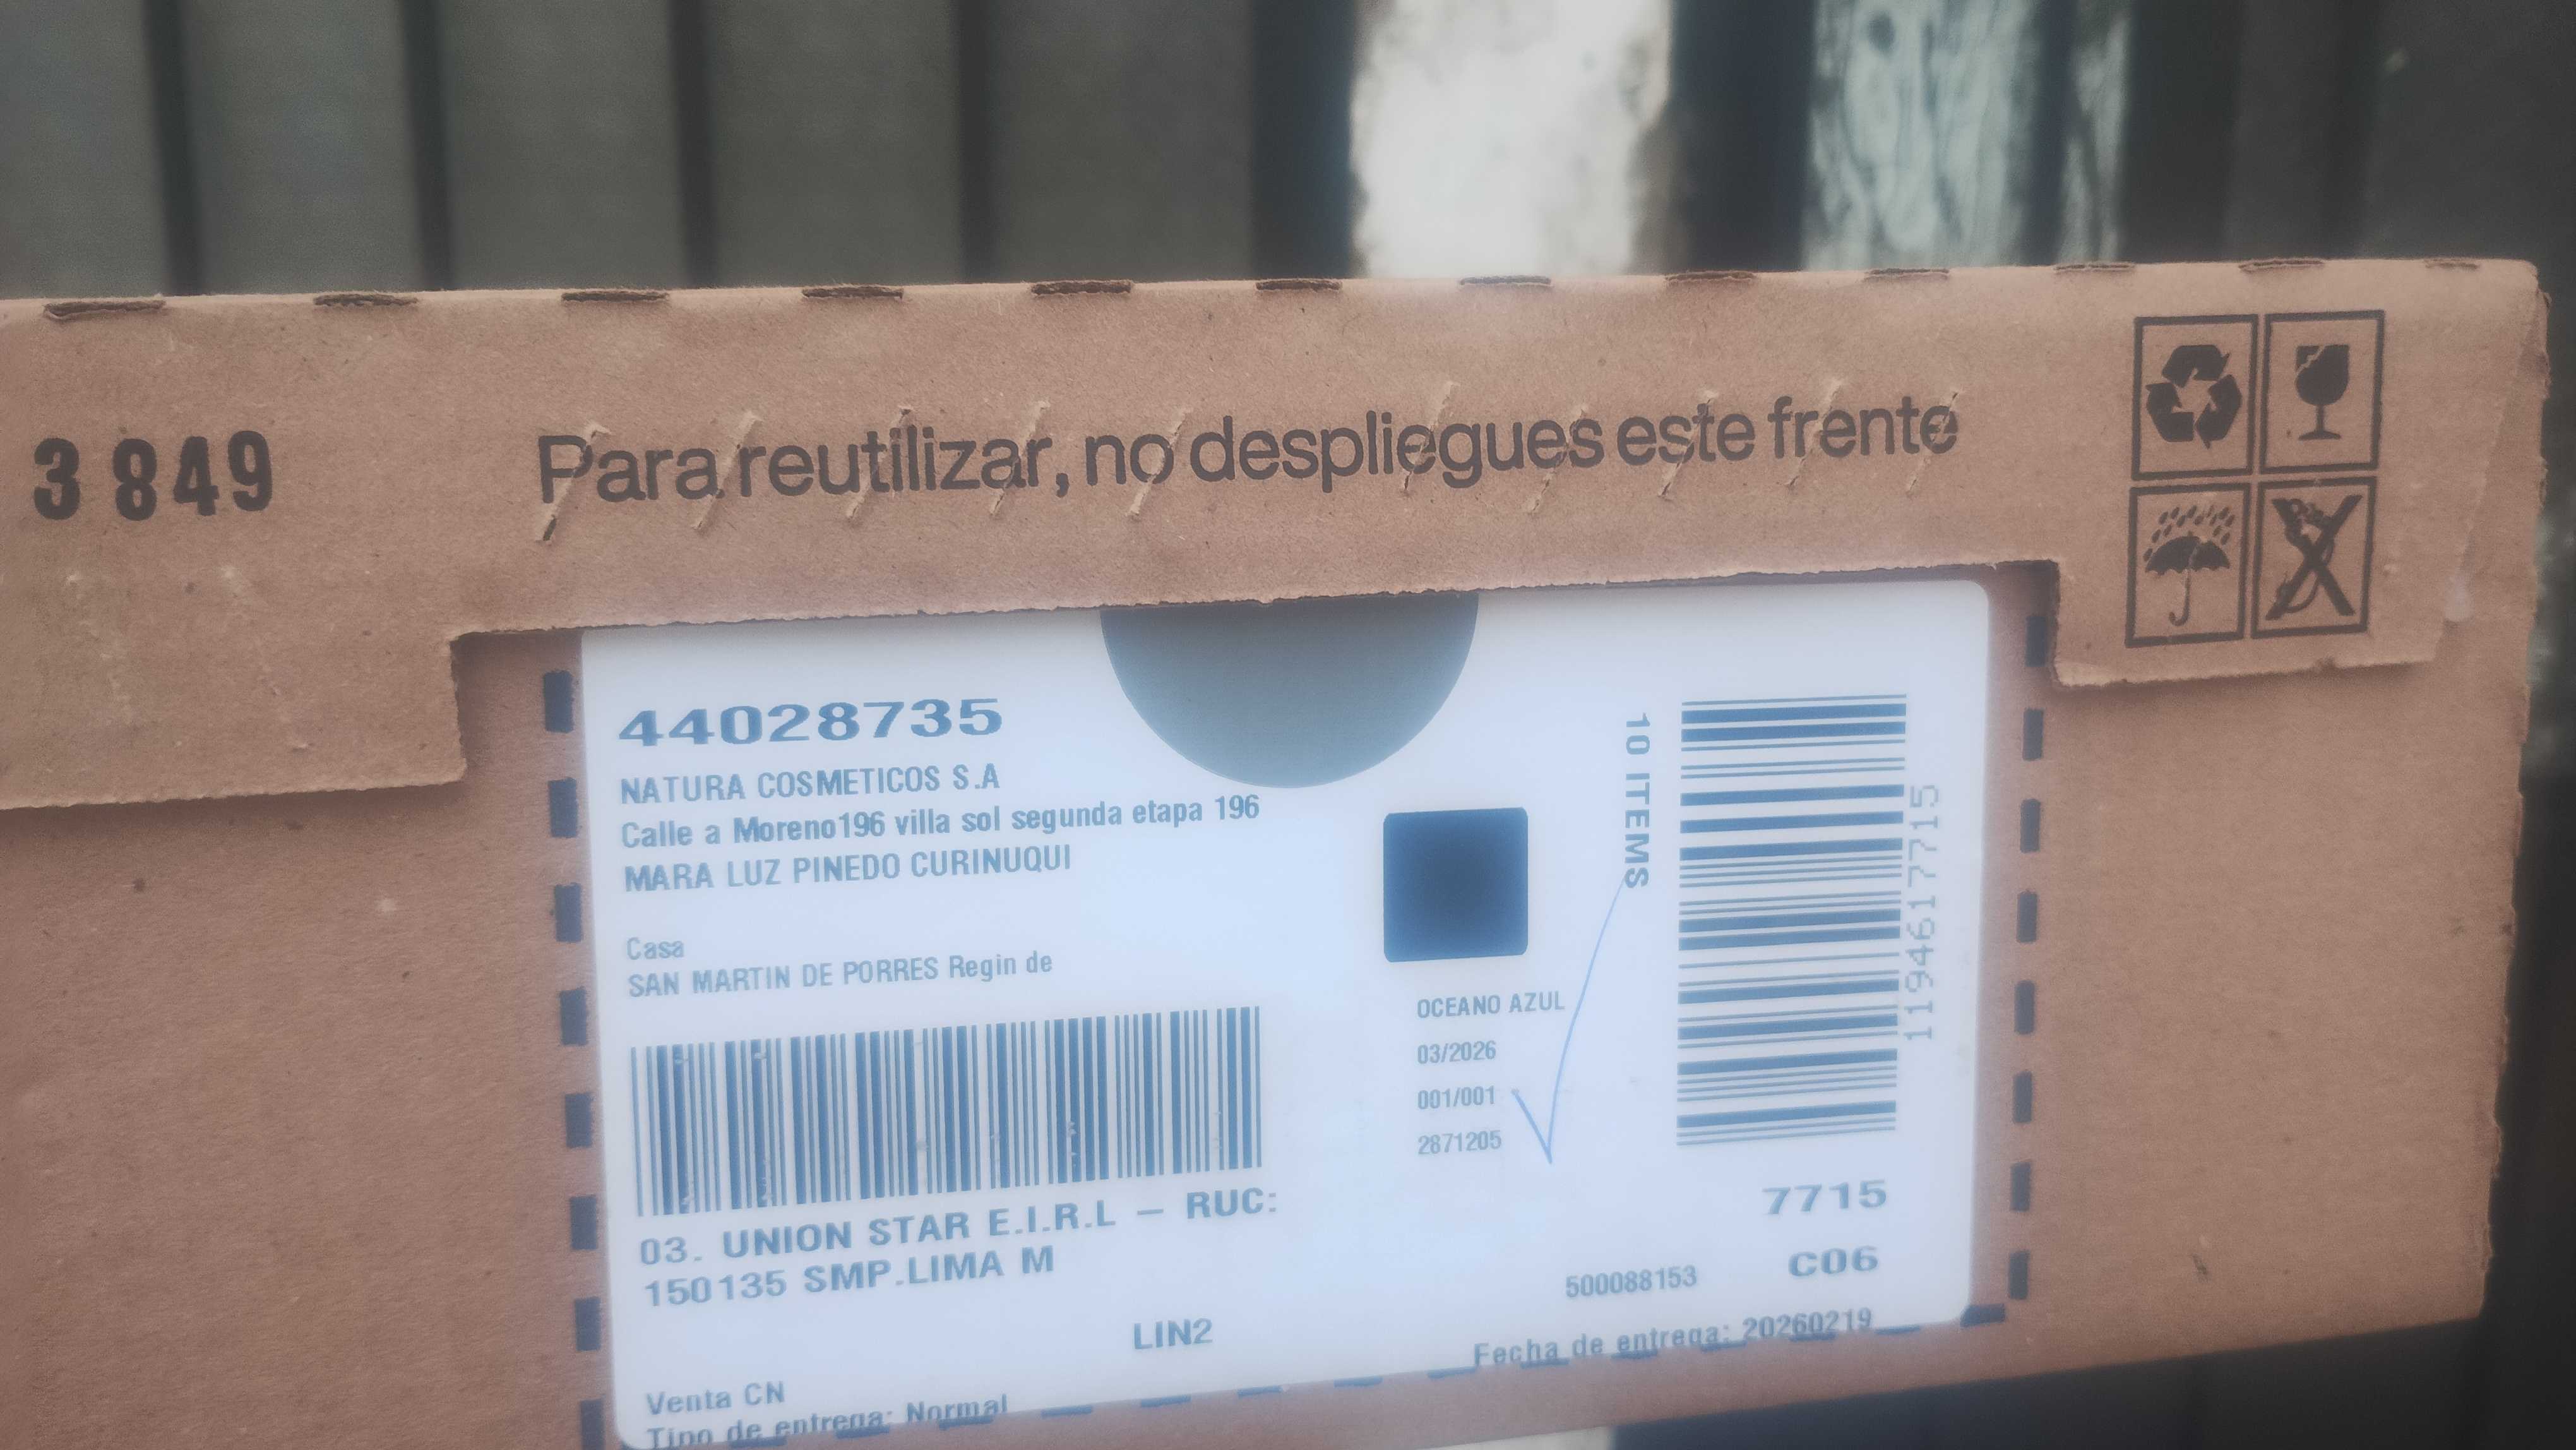 3 849
Para reutilizar, no despliegues este frente
44028735
NATURA COSMETICOS S.A
Calle a Moreno196 villa sol segunda etapa 196
MARA LUZ PINEDO CURINUQUI
Casa
SAN MARTIN DE PORRES Regin de
03. UNION STAR E.I.R.L – RUC:
150135 SMP.LIMA M
LIN2
Venta CN
Tipo de entrega: Normal
10 ITEMS
OCEANO AZUL
03/2026
001/001
2871205
1194617715
7715
C06
500088153
Fecha de entrega: 20260219